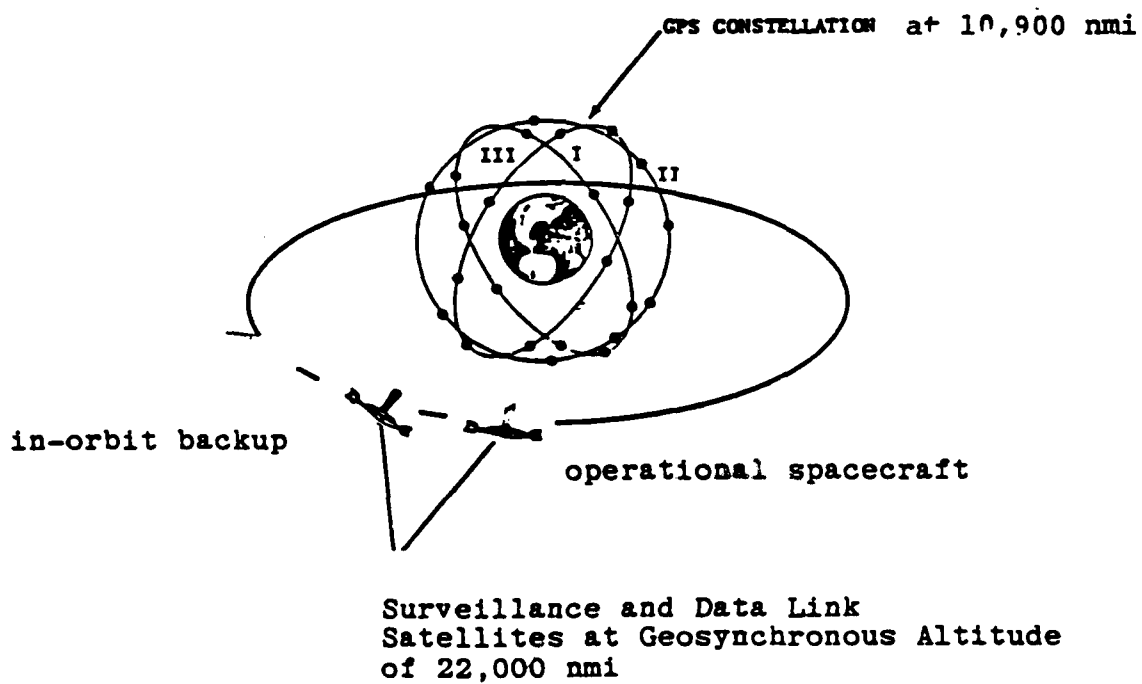 GPS CONSTELLATION at 10,900 nmi
III
I
II
in-orbit backup
operational spacecraft
Surveillance and Data Link
Satellites at Geosynchronous Altitude
of 22,000 nmi